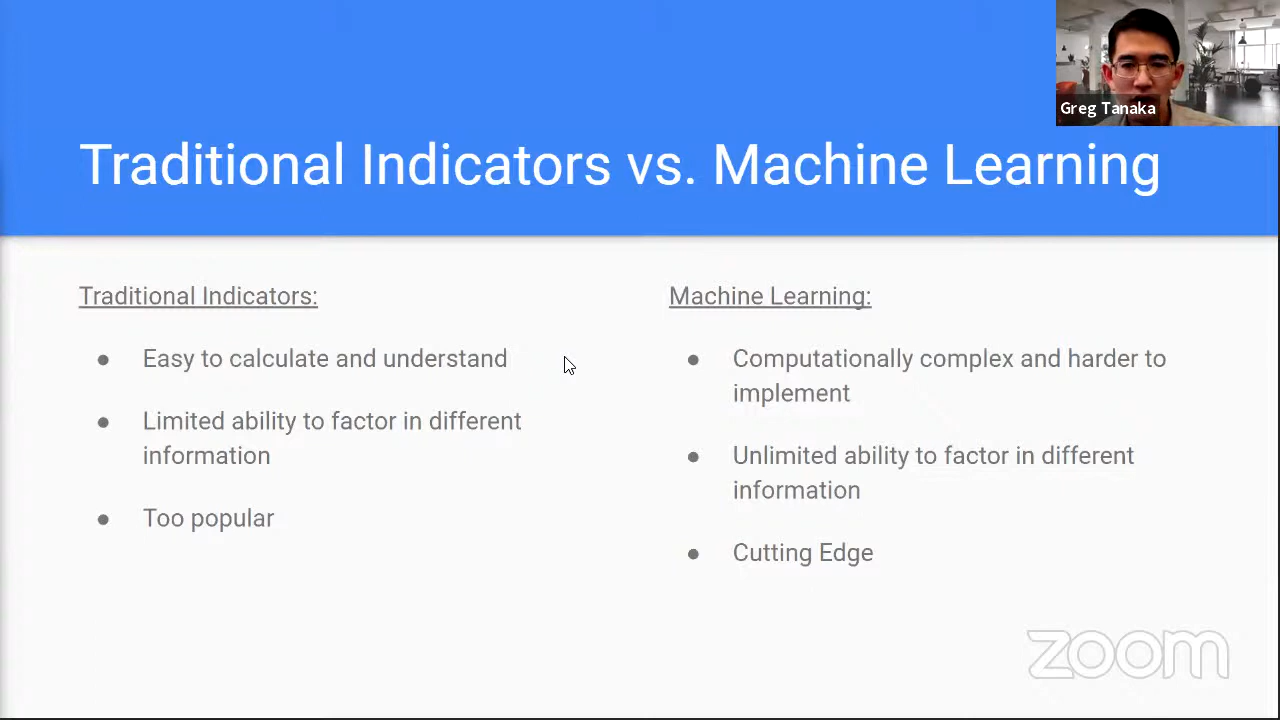 Greg Tanaka
Traditional Indicators vs. Machine Learning
Traditional Indicators:
● Easy to calculate and understand
● Limited ability to factor in different
information
● Too popular
Machine Learning:
● Computationally complex and harder to
implement
● Unlimited ability to factor in different
information
● Cutting Edge
zoom